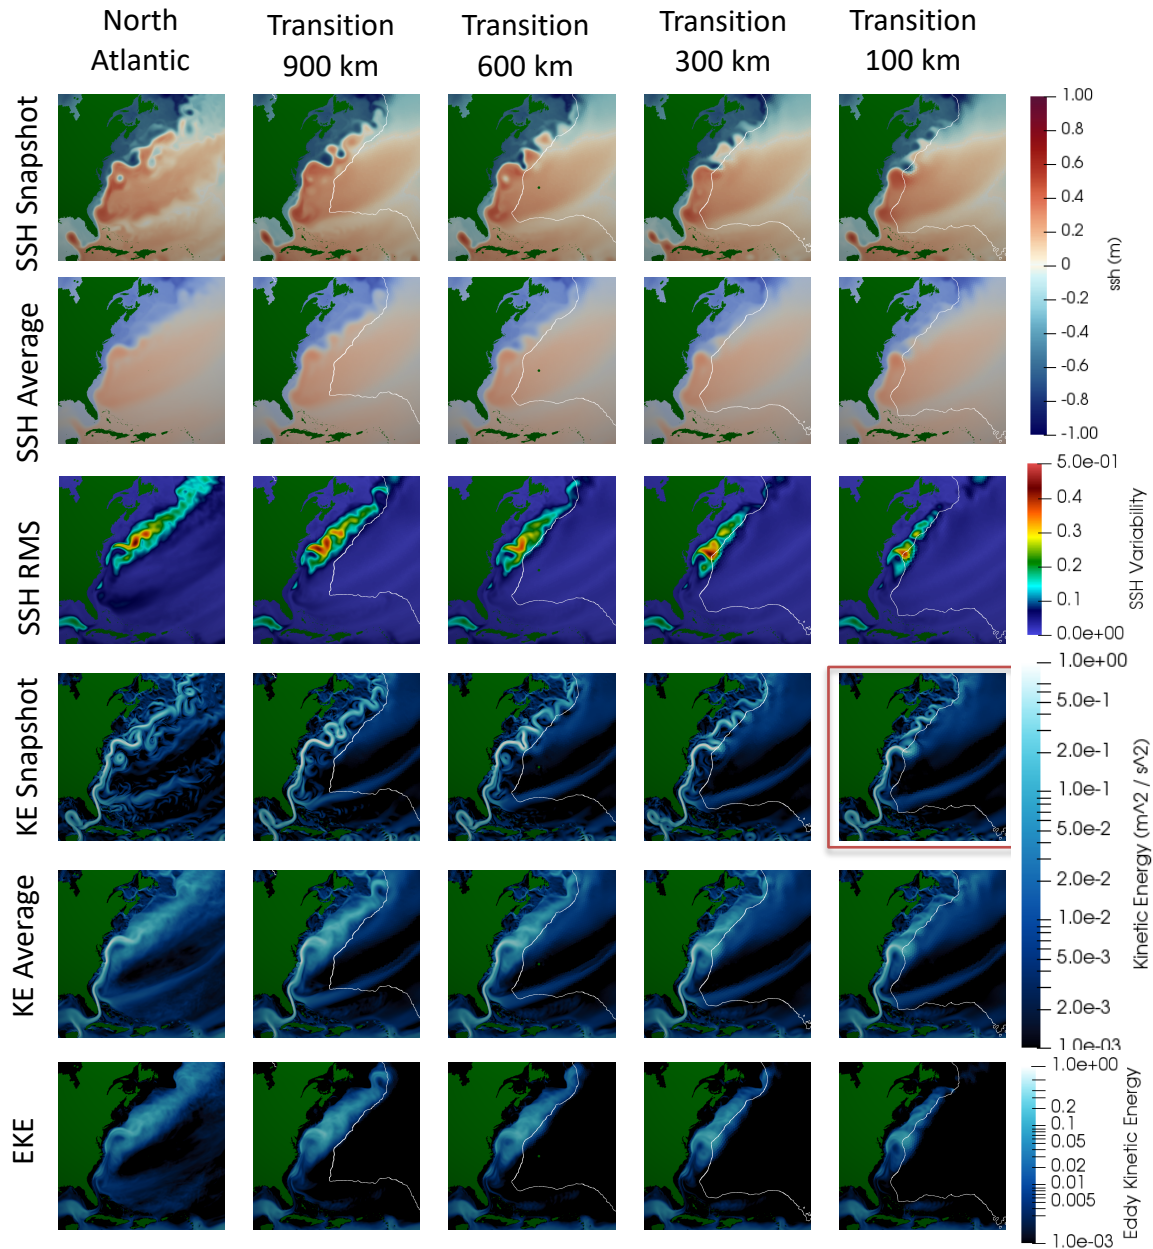 North
Atlantic
Transition
900 km
Transition
600 km
Transition
300 km
Transition
100 km
SSH Snapshot
1.00
0.8
0.6
0.4
0.2
0
-0.2
-0.4
-0.6
-0.8
-1.00
ssh (m)
SSH Average
SSH RMS
5.0e-01
0.4
0.3
0.2
0.1
0.0e+00
SSH Variability
KE Snapshot
1.0e+00
5.0e-1
2.0e-1
1.0e-1
5.0e-2
2.0e-2
1.0e-2
5.0e-3
2.0e-3
1.0e-03
Kinetic Energy (m^2 / s^2)
KE Average
EKE
1.0e+00
0.2
0.1
0.05
0.02
0.01
0.005
1.0e-03
Eddy Kinetic Energy